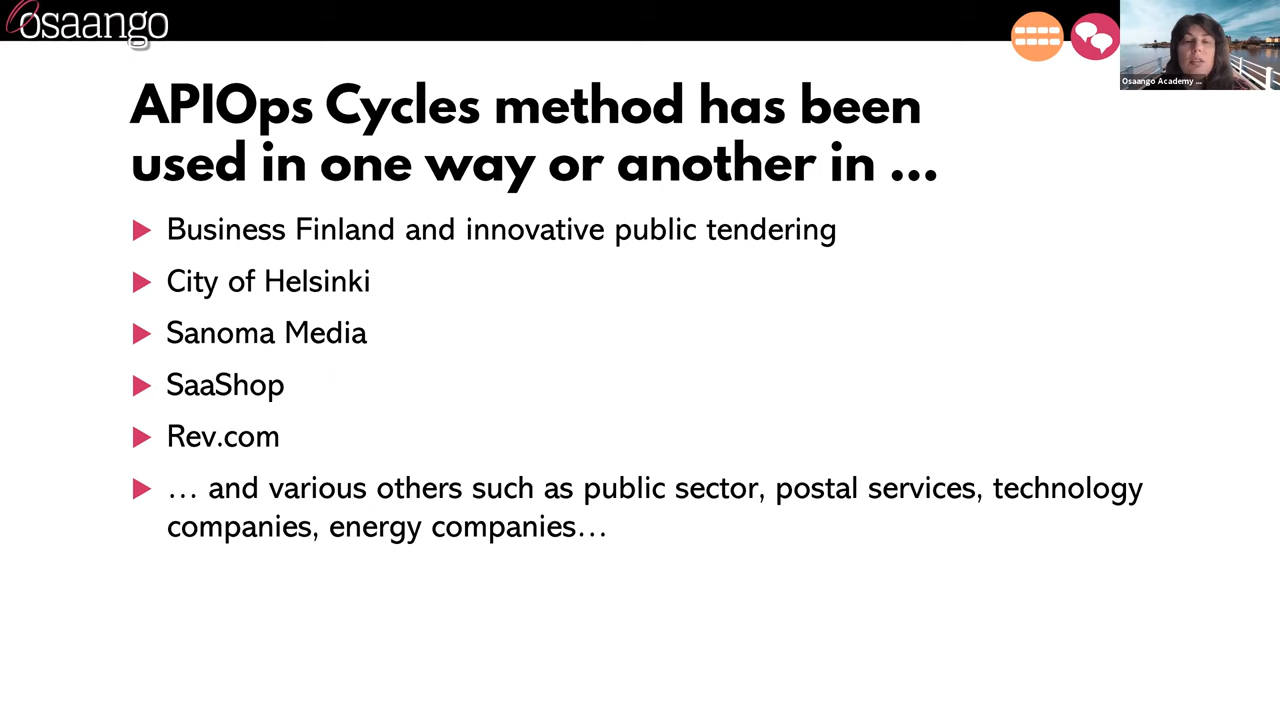 osaango
Osaango Academy ...
APIOps Cycles method has been
used in one way or another in ...
Business Finland and innovative public tendering
City of Helsinki
Sanoma Media
SaaShop
Rev.com
... and various others such as public sector, postal services, technology
companies, energy companies...